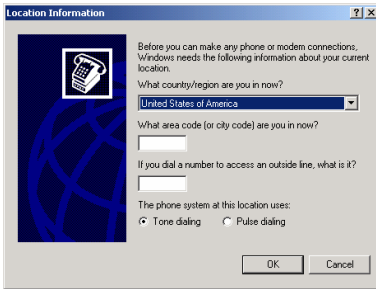 Location Information
Before you can make any phone or modem connections,
Windows needs the following information about your current
location.
What country/region are you in now?
United States of America
What area code (or city code) are you in now?
If you dial a number to access an outside line, what is it?
The phone system at this location uses:
Tone dialing Pulse dialing
OK Cancel